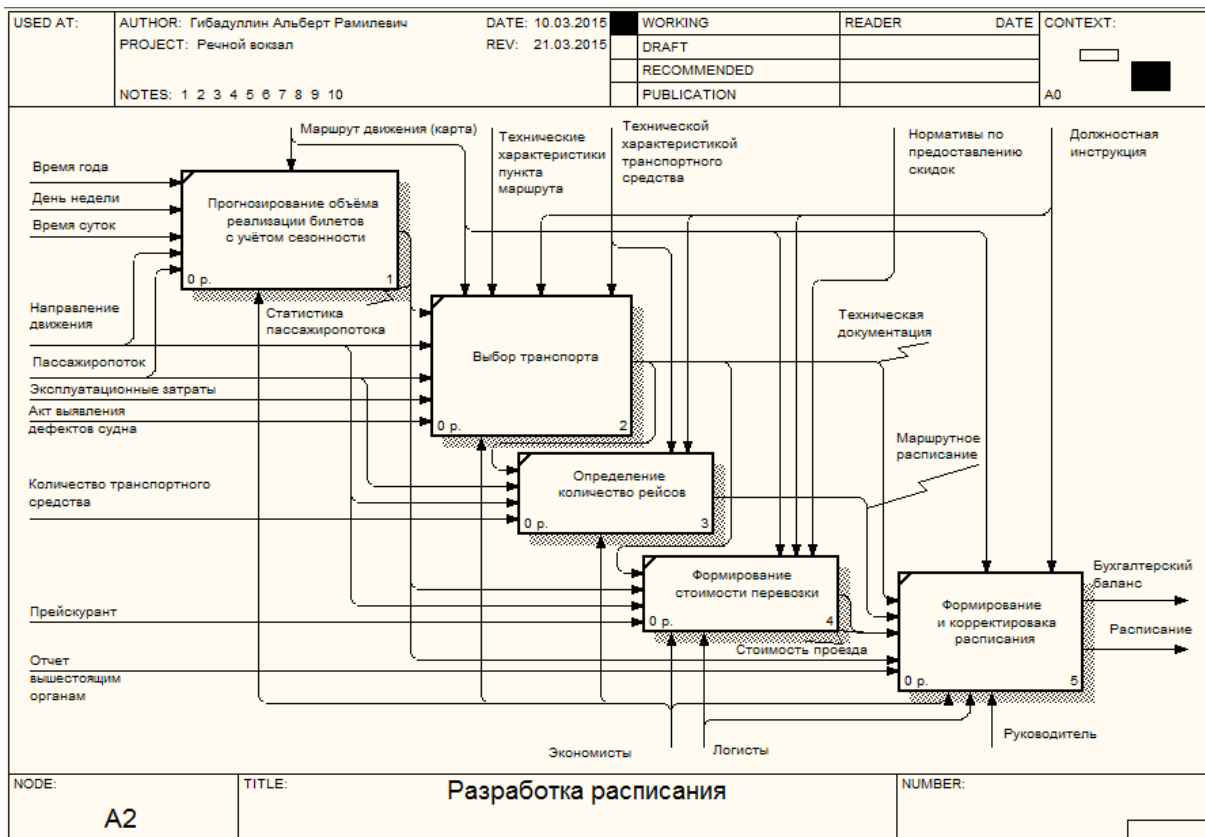 USED AT:
AUTHOR: Гибадуллин Альберт Рамилевич
DATE: 10.03.2015
PROJECT: Речной вокзал
REV: 21.03.2015
NOTES: 1 2 3 4 5 6 7 8 9 10
WORKING
DRAFT
RECOMMENDED
PUBLICATION
READER
DATE
CONTEXT:
A0
Маршрут движения (карта)
Технические
характеристики
пункта
маршрута
Технической
характеристикой
транспортного
средства
Нормативы по
предоставлению
скидок
Должностная
инструкция
Время года
День недели
Время суток
Прогнозирование объёма
реализации билетов
с учётом сезонности
0 р.
1
Направление
движения
Статистика
пассажиропотока
Пассажиропоток
Эксплуатационные затраты
Акт выявления
дефектов судна
Выбор транспорта
0 р.
2
Техническая
документация
Маршрутное
расписание
Количество транспортного
средства
Определение
количество рейсов
0 р.
3
Прейскурант
Формирование
стоимости перевозки
0 р.
4
Стоимость проезда
Отчет
вышестоящим
органам
Формирование
и корректировака
расписания
0 р.
5
Бухгалтерский
баланс
Расписание
Экономисты
Логисты
Руководитель
NODE:
A2
TITLE:
Разработка расписания
NUMBER: